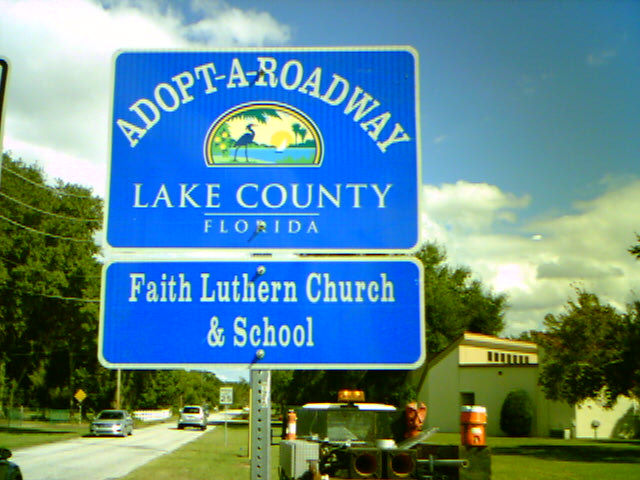 ADOPT-A-ROADWAY
LAKE COUNTY
FLORIDA
Faith Luthern Church
& School